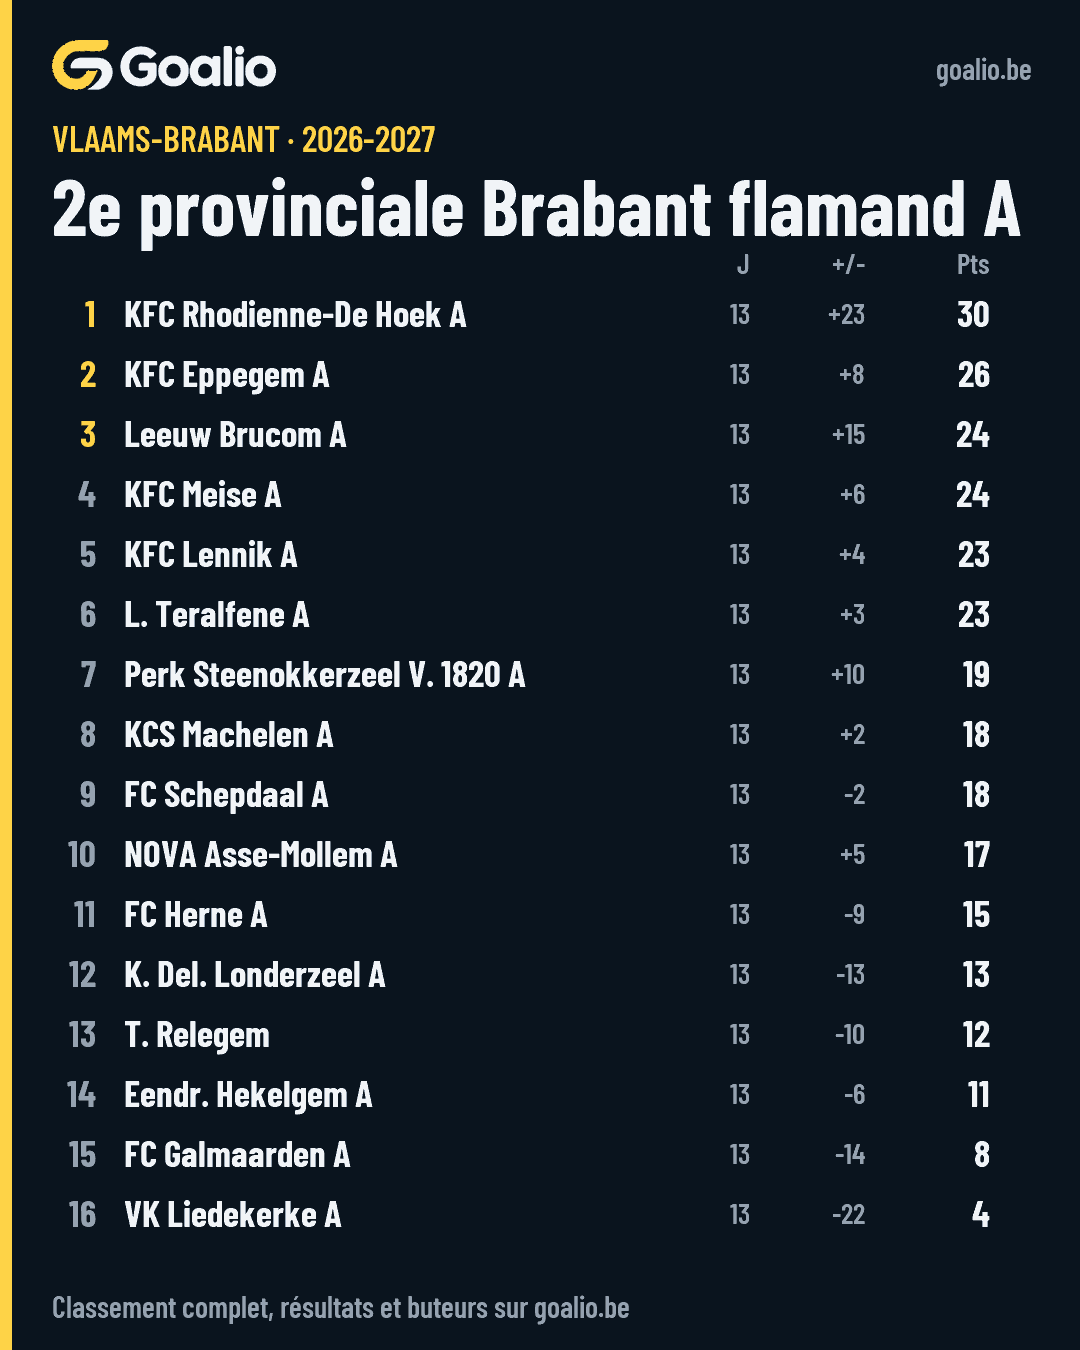 Goalio
goalio.be
VLAAMS-BRABANT · 2026-2027
2e provinciale Brabant flamand A
J +/- Pts
1 KFC Rhodienne-De Hoek A 13 +23 30
2 KFC Eppegem A 13 +8 26
3 Leeuw Brucom A 13 +15 24
4 KFC Meise A 13 +6 24
5 KFC Lennik A 13 +4 23
6 L. Teralfene A 13 +3 23
7 Perk Steenokkerzeel V. 1820 A 13 +10 19
8 KCS Machelen A 13 +2 18
9 FC Schepdaal A 13 -2 18
10 NOVA Asse-Mollem A 13 +5 17
11 FC Herne A 13 -9 15
12 K. Del. Londerzeel A 13 -13 13
13 T. Relegem 13 -10 12
14 Eendr. Hekelgem A 13 -6 11
15 FC Galmaarden A 13 -14 8
16 VK Liedekerke A 13 -22 4
Classement complet, résultats et buteurs sur goalio.be